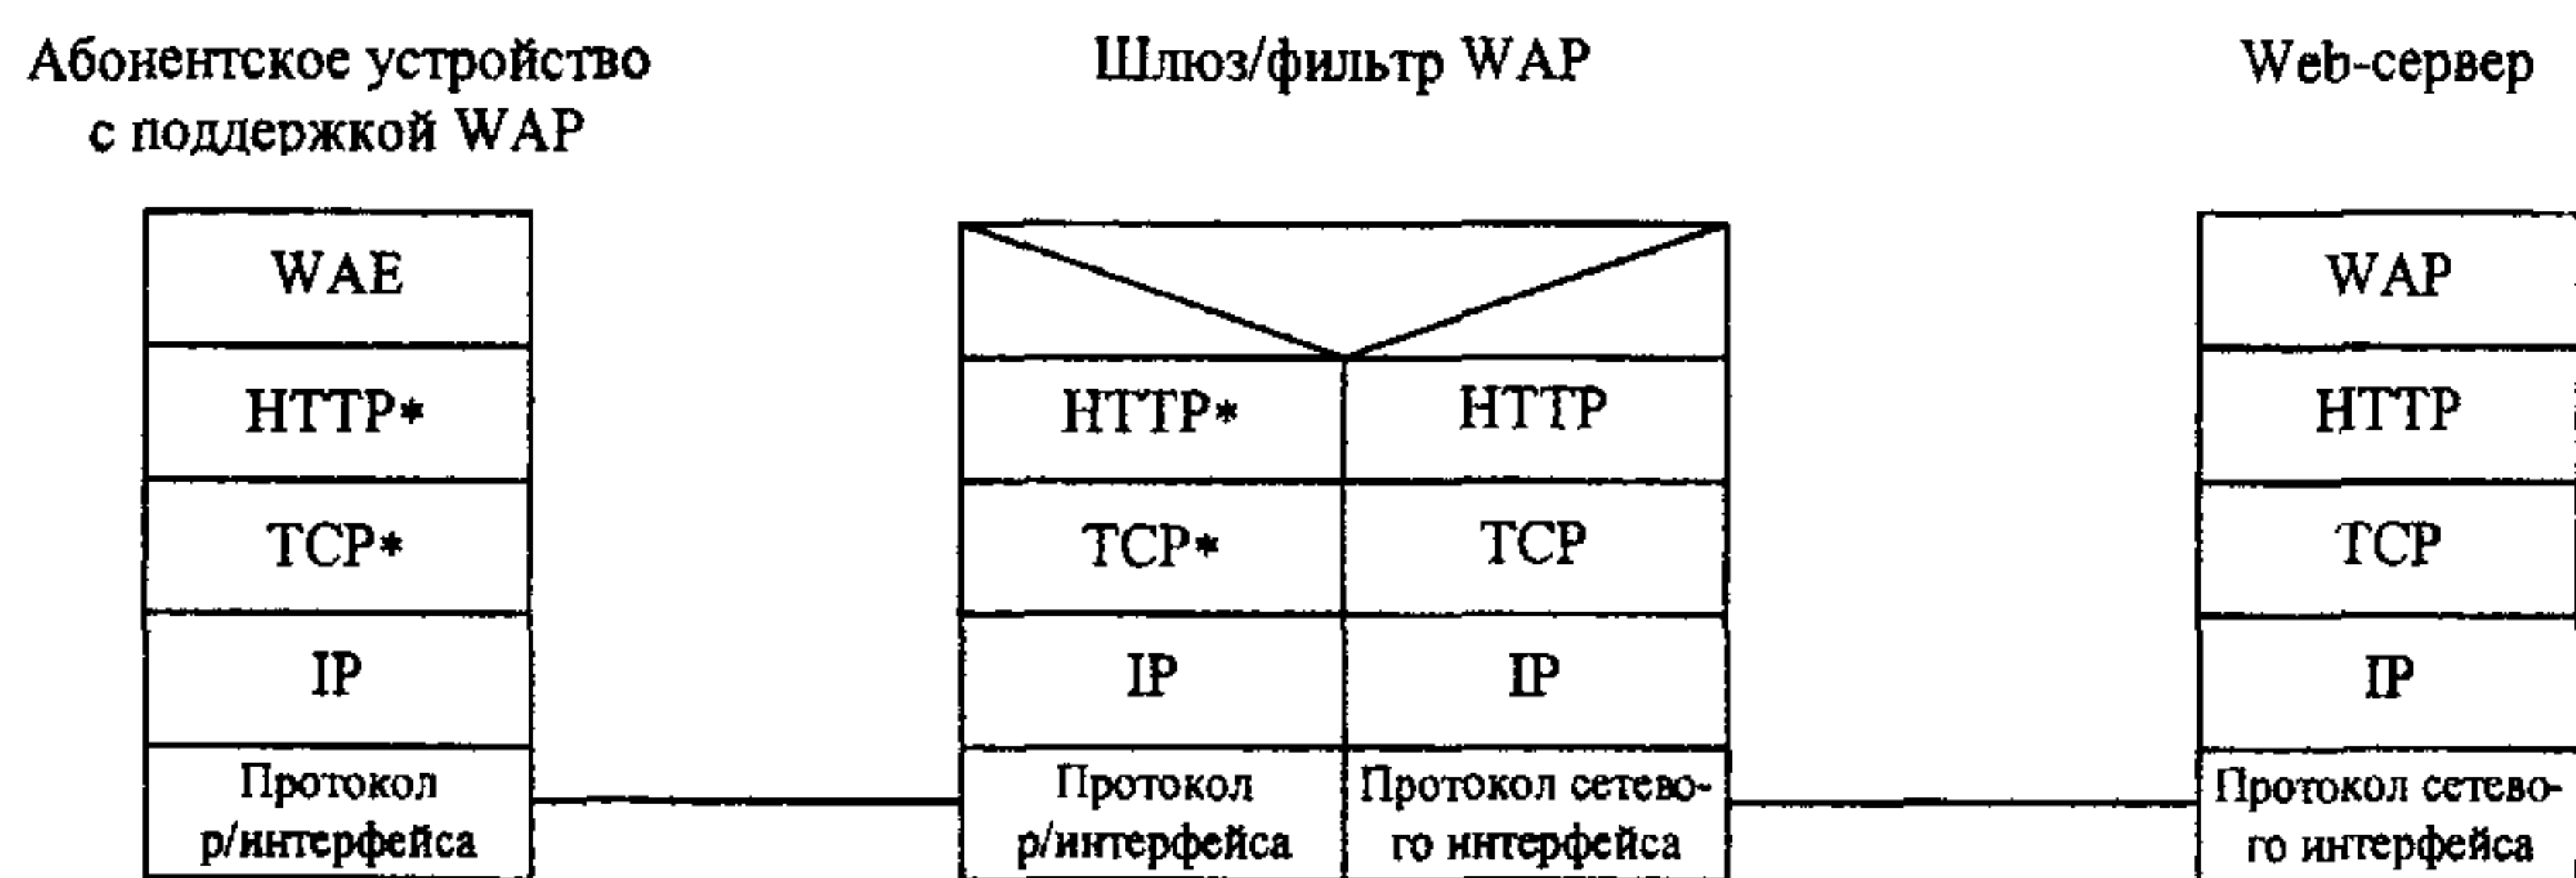 Абонентское устройство
с поддержкой WAP
Шлюз/фильтр WAP
Web-сервер
WAE
WAP
HTTP*
HTTP*
HTTP
HTTP
TCP*
TCP*
TCP
TCP
IP
IP
IP
IP
Протокол
р/интерфейса
Протокол
р/интерфейса
Протокол сетево-
го интерфейса
Протокол сетево-
го интерфейса